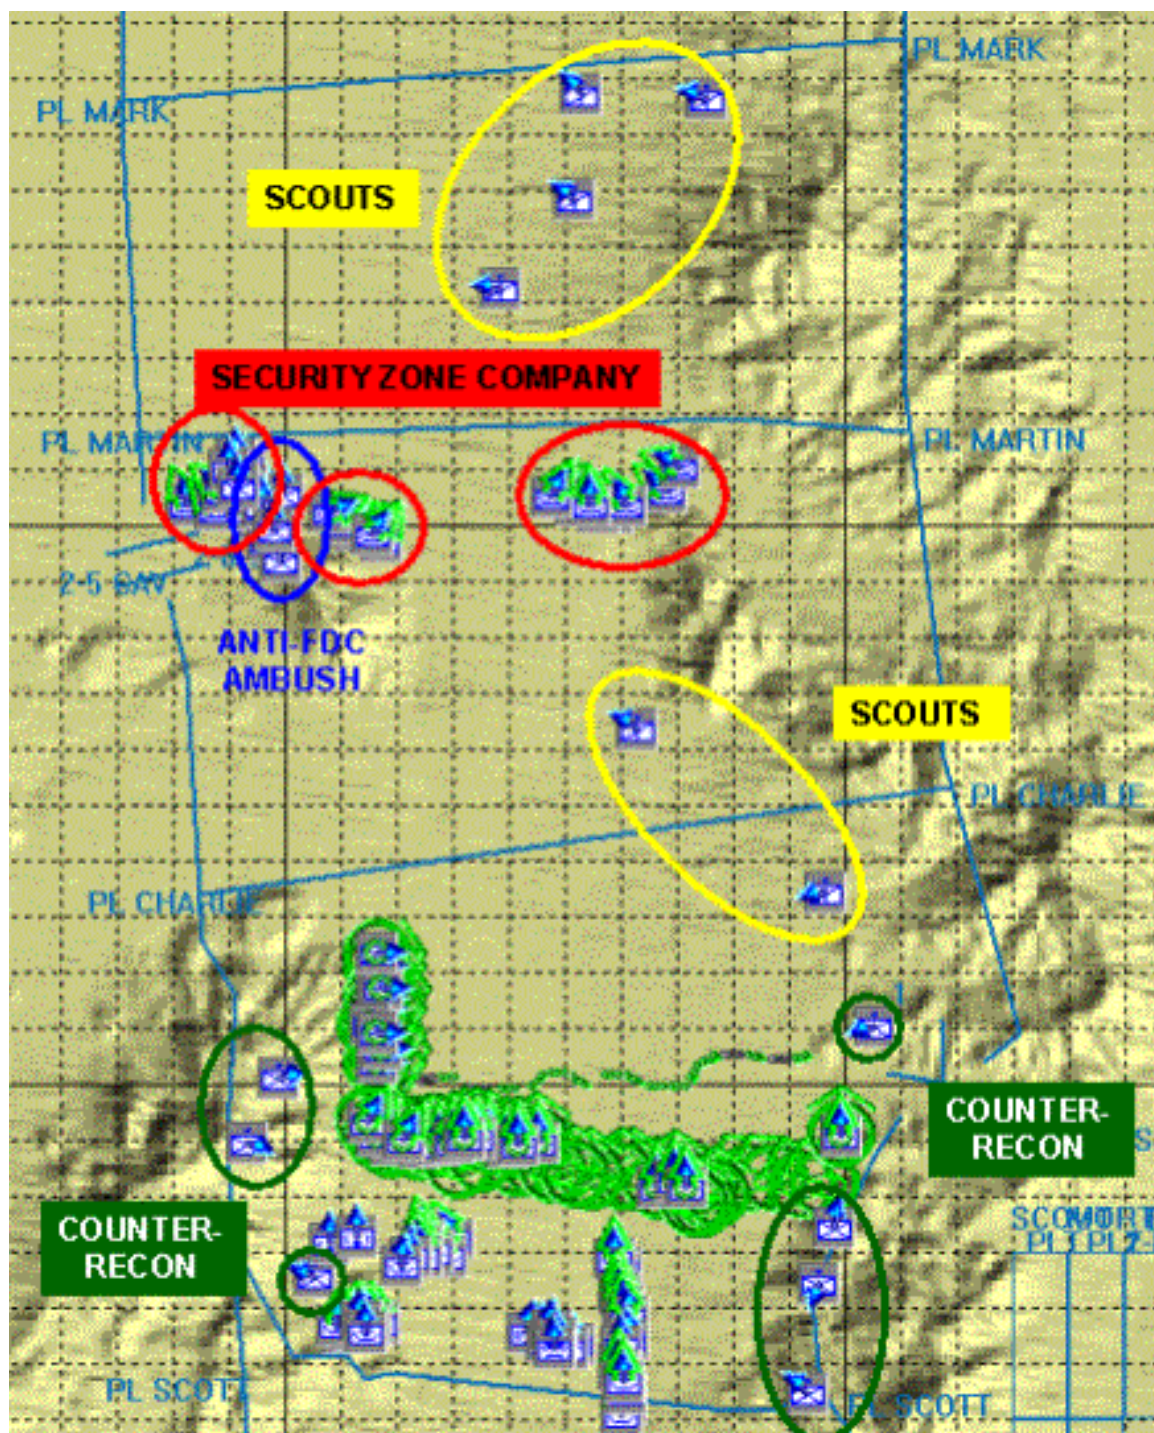 PL MARK
PL MARK
SCOUTS
SECURITY ZONE COMPANY
PL MARTIN
PL MARTIN
2-5 CAV
ANTI-FDC
AMBUSH
SCOUTS
PL CHARLIE
PL CHARLIE
COUNTER-
RECON
COUNTER-
RECON
PL SCOTT
PL SCOTT